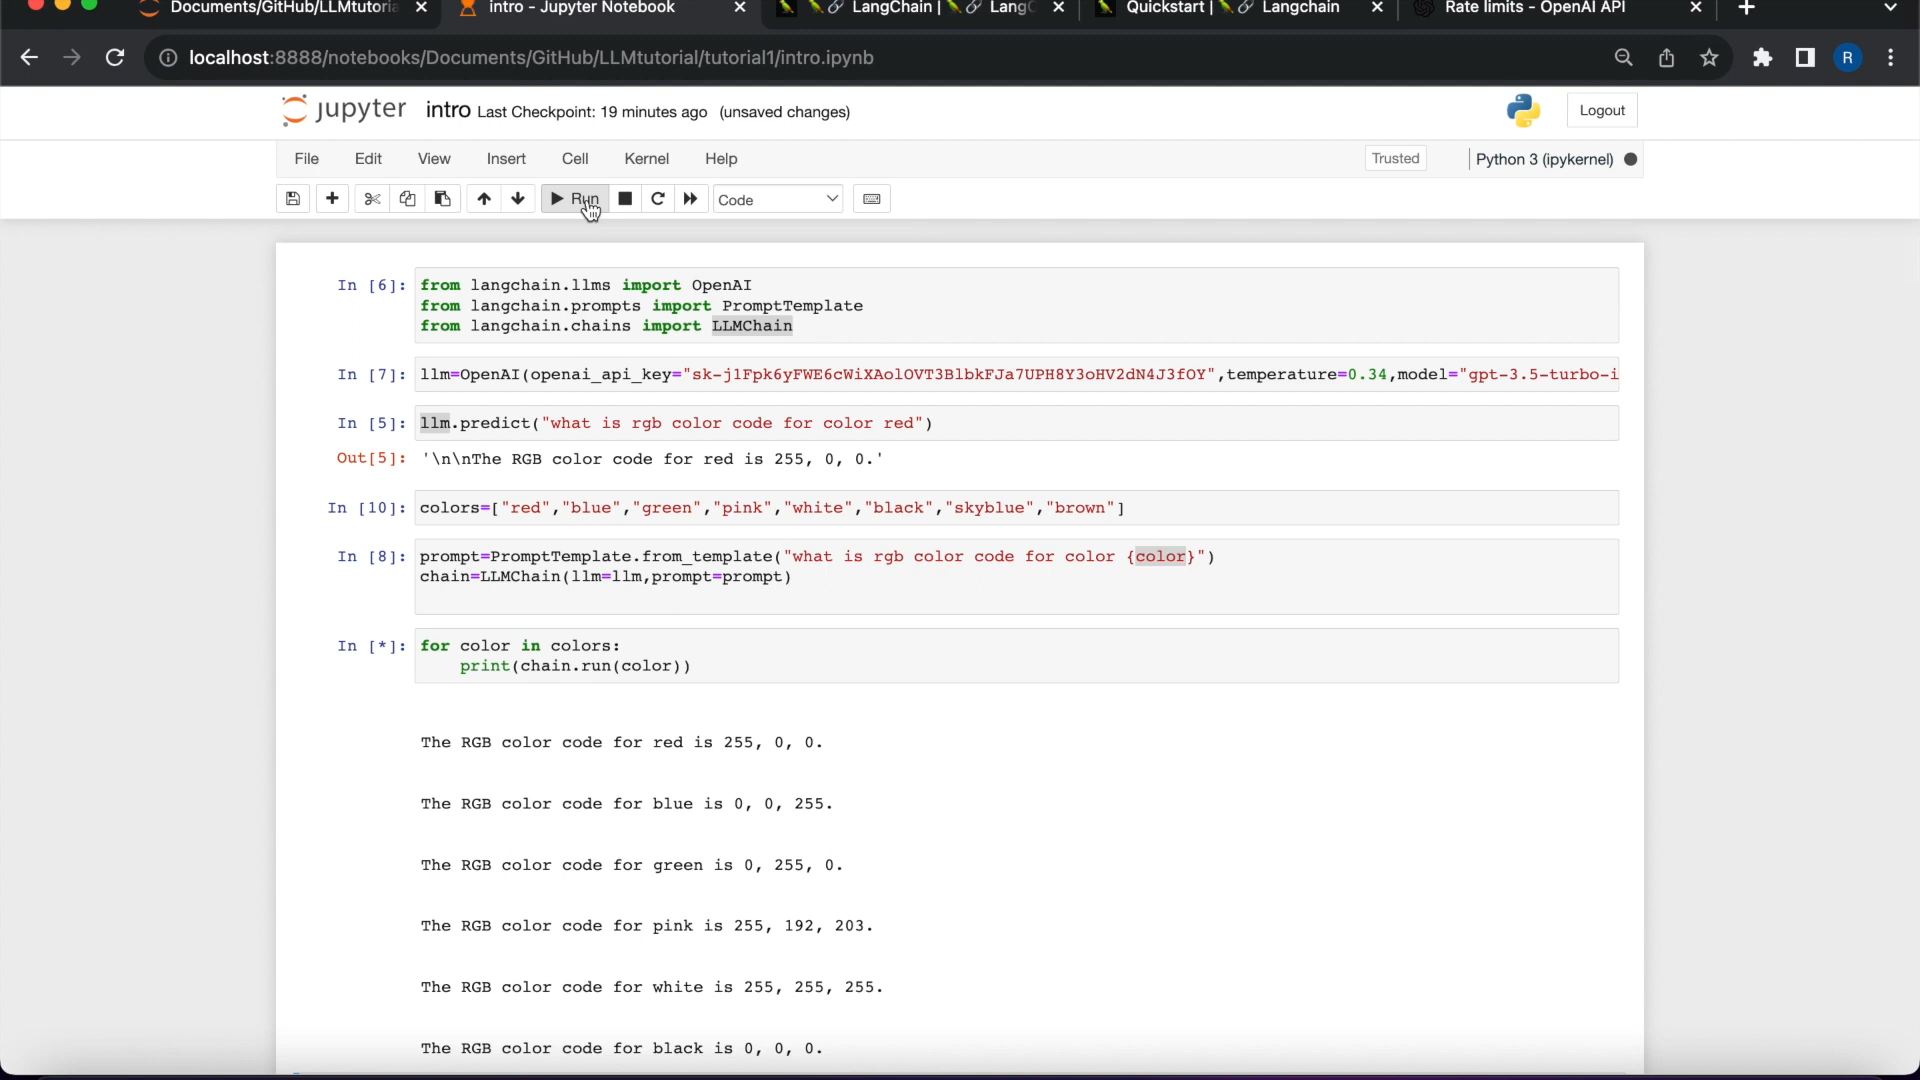 Documents/GitHub/LLMtutoria
intro - Jupyter Notebook
LangChain | LangC
Quickstart | Langchain
Rate limits - OpenAI API
localhost:8888/notebooks/Documents/GitHub/LLMtutorial/tutorial1/intro.ipynb
R
jupyter intro Last Checkpoint: 19 minutes ago (unsaved changes)
Logout
File Edit View Insert Cell Kernel Help
Trusted
Python 3 (ipykernel)
Run
Code
In [6]: from langchain.llms import OpenAI
from langchain.prompts import PromptTemplate
from langchain.chains import LLMChain
In [7]: llm=OpenAI(openai_api_key="[API key redacted]",temperature=0.34,model="gpt-3.5-turbo-i
In [5]: llm.predict("what is rgb color code for color red")
Out[5]: '\n\nThe RGB color code for red is 255, 0, 0.'
In [10]: colors=["red","blue","green","pink","white","black","skyblue","brown"]
In [8]: prompt=PromptTemplate.from_template("what is rgb color code for color {color}")
chain=LLMChain(llm=llm,prompt=prompt)
In [*]: for color in colors:
print(chain.run(color))
The RGB color code for red is 255, 0, 0.
The RGB color code for blue is 0, 0, 255.
The RGB color code for green is 0, 255, 0.
The RGB color code for pink is 255, 192, 203.
The RGB color code for white is 255, 255, 255.
The RGB color code for black is 0, 0, 0.